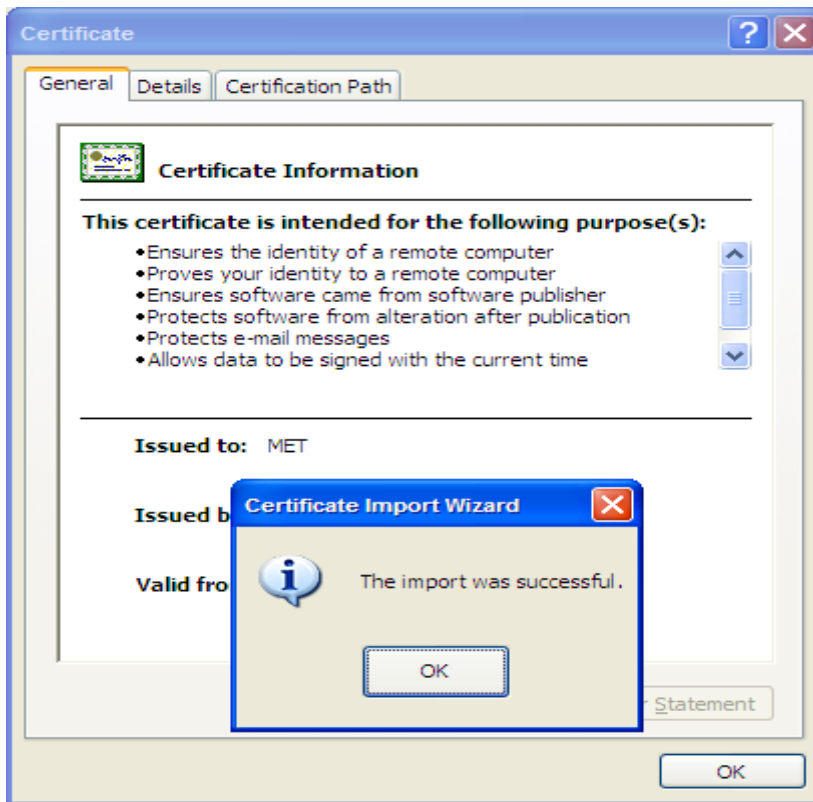 Certificate
General Details Certification Path
Certificate Information
This certificate is intended for the following purpose(s):
•Ensures the identity of a remote computer
•Proves your identity to a remote computer
•Ensures software came from software publisher
•Protects software from alteration after publication
•Protects e-mail messages
•Allows data to be signed with the current time
Issued to: MET
Issued b
Valid fro
Certificate Import Wizard
The import was successful.
OK
Statement
OK